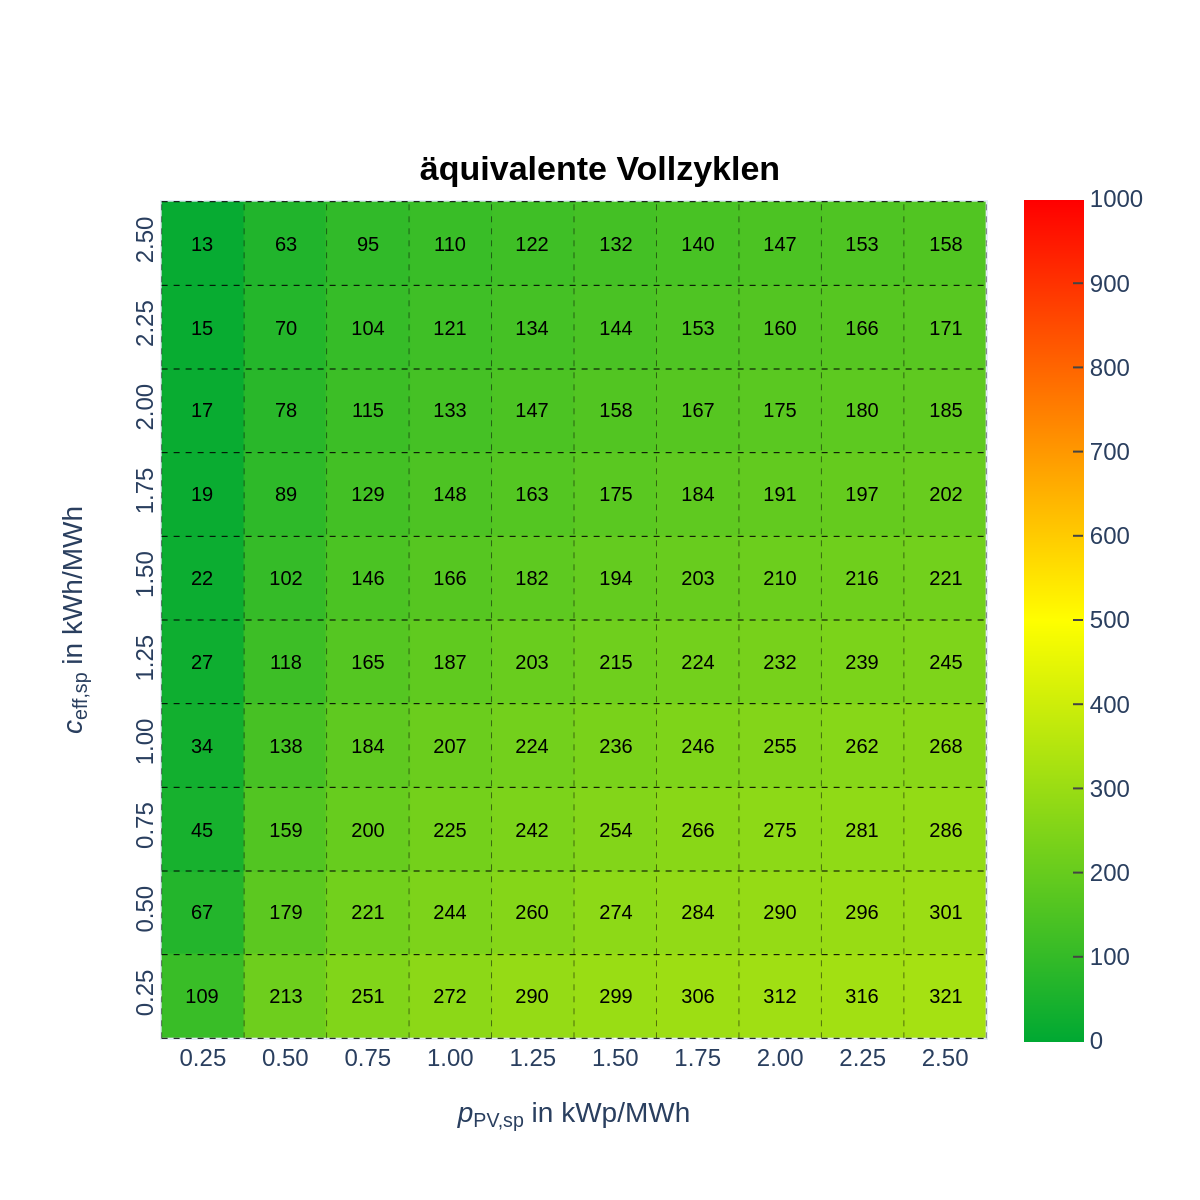 äquivalente Vollzyklen
2.50 13 63 95 110 122 132 140 147 153 158
2.25 15 70 104 121 134 144 153 160 166 171
2.00 17 78 115 133 147 158 167 175 180 185
1.75 19 89 129 148 163 175 184 191 197 202
1.50 22 102 146 166 182 194 203 210 216 221
1.25 27 118 165 187 203 215 224 232 239 245
1.00 34 138 184 207 224 236 246 255 262 268
0.75 45 159 200 225 242 254 266 275 281 286
0.50 67 179 221 244 260 274 284 290 296 301
0.25 109 213 251 272 290 299 306 312 316 321
0.25 0.50 0.75 1.00 1.25 1.50 1.75 2.00 2.25 2.50
pPV,sp in kWp/MWh
ceff,sp in kWh/MWh
1000
900
800
700
600
500
400
300
200
100
0